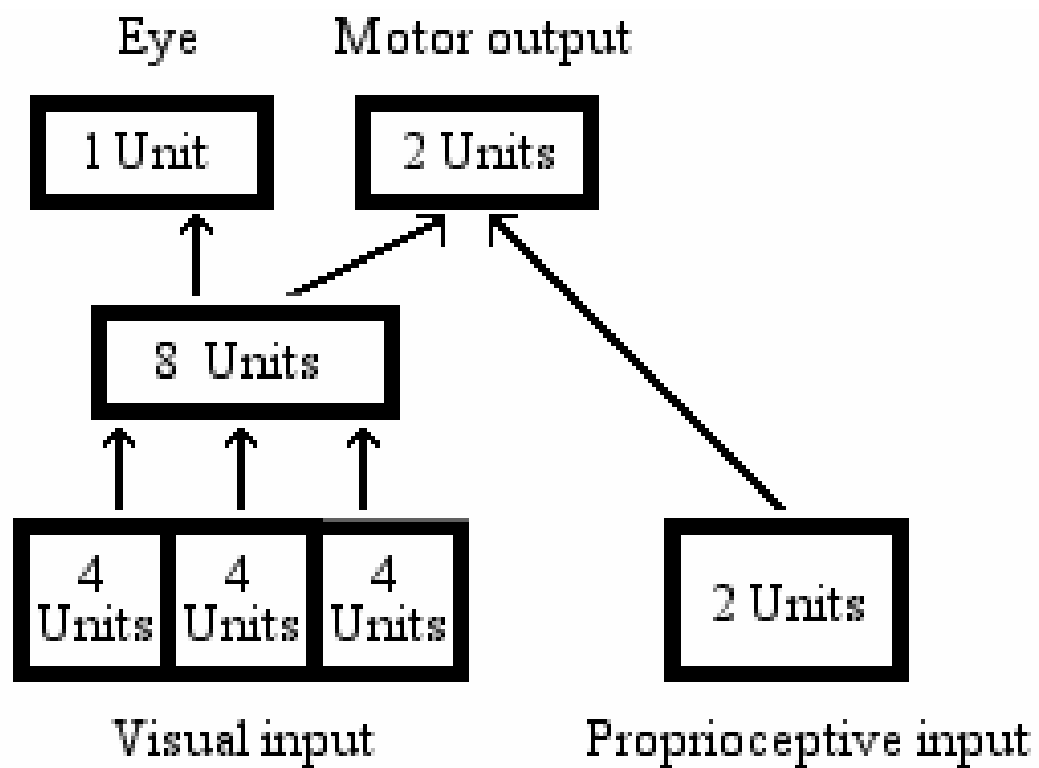 Eye
Motor output
1 Unit
2 Units
8 Units
4 Units
4 Units
4 Units
2 Units
Visual input
Proprioceptive input